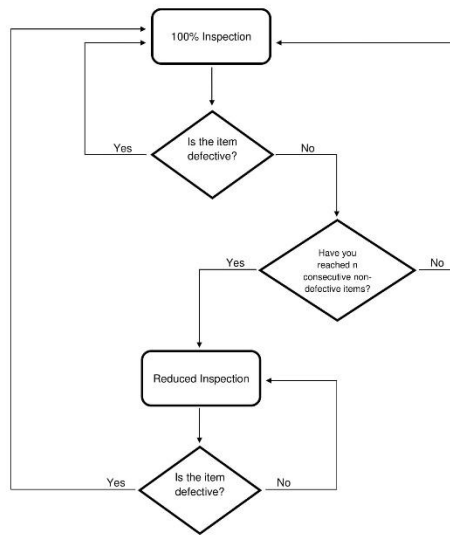 100% Inspection
Is the item
defective?
Yes
No
Have you
reached n
consecutive non-
defective items?
Yes
No
Reduced Inspection
Is the item
defective?
Yes
No